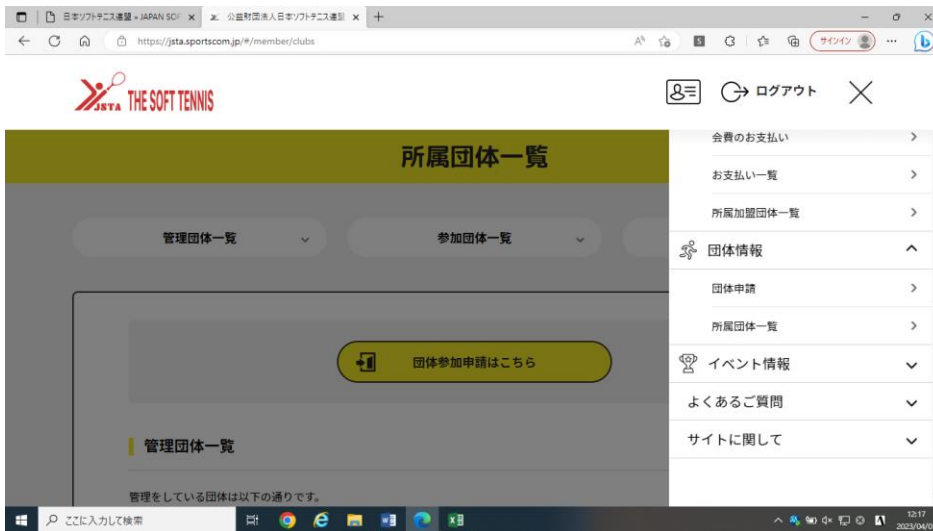 日本ソフトテニス連盟 » JAPAN SOF
公益財団法人日本ソフトテニス連盟
https://jsta.sportscom.jp/#/member/clubs
サインイン
JSTA THE SOFT TENNIS
ログアウト
所属団体一覧
管理団体一覧
参加団体一覧
団体参加申請はこちら
管理団体一覧
管理をしている団体は以下の通りです。
会費のお支払い
お支払い一覧
所属加盟団体一覧
団体情報
団体申請
所属団体一覧
イベント情報
よくあるご質問
サイトに関して
ここに入力して検索
12:17